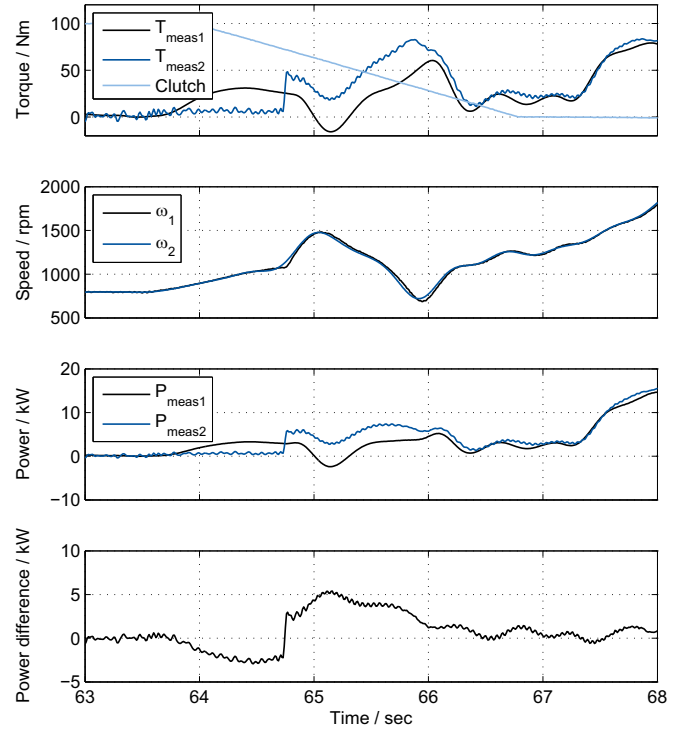 Torque / Nm
100
50
0
T_meas1
T_meas2
Clutch
Speed / rpm
2000
1500
1000
500
ω_1
ω_2
Power / kW
20
10
0
−10
P_meas1
P_meas2
Power difference / kW
10
5
0
−5
63 64 65 66 67 68
Time / sec